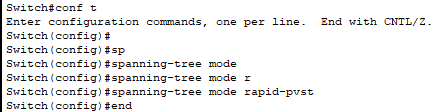 Switch#conf t
Enter configuration commands, one per line.  End with CNTL/Z.
Switch(config)#
Switch(config)#sp
Switch(config)#spanning-tree mode
Switch(config)#spanning-tree mode r
Switch(config)#spanning-tree mode rapid-pvst
Switch(config)#end